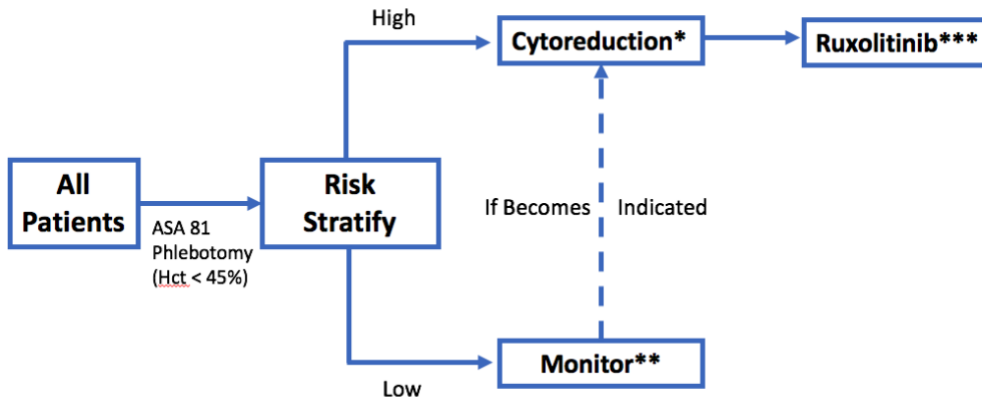 High
Cytoreduction*
Ruxolitinib***
All
Patients
ASA 81
Phlebotomy
(Hct < 45%)
Risk
Stratify
If Becomes Indicated
Monitor**
Low